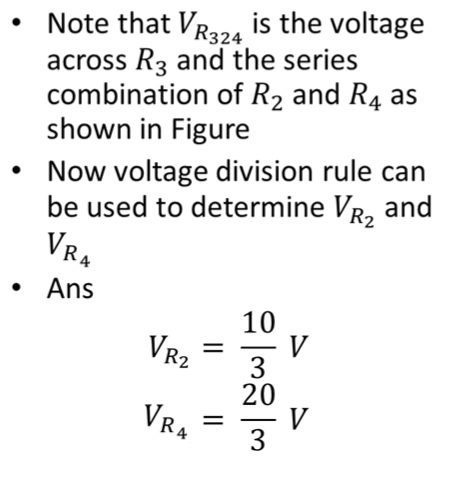 • Note that V_{R_{324}} is the voltage
across R_3 and the series
combination of R_2 and R_4 as
shown in Figure
• Now voltage division rule can
be used to determine V_{R_2} and
V_{R_4}
• Ans
V_{R_2} = \frac{10}{3} V
V_{R_4} = \frac{20}{3} V